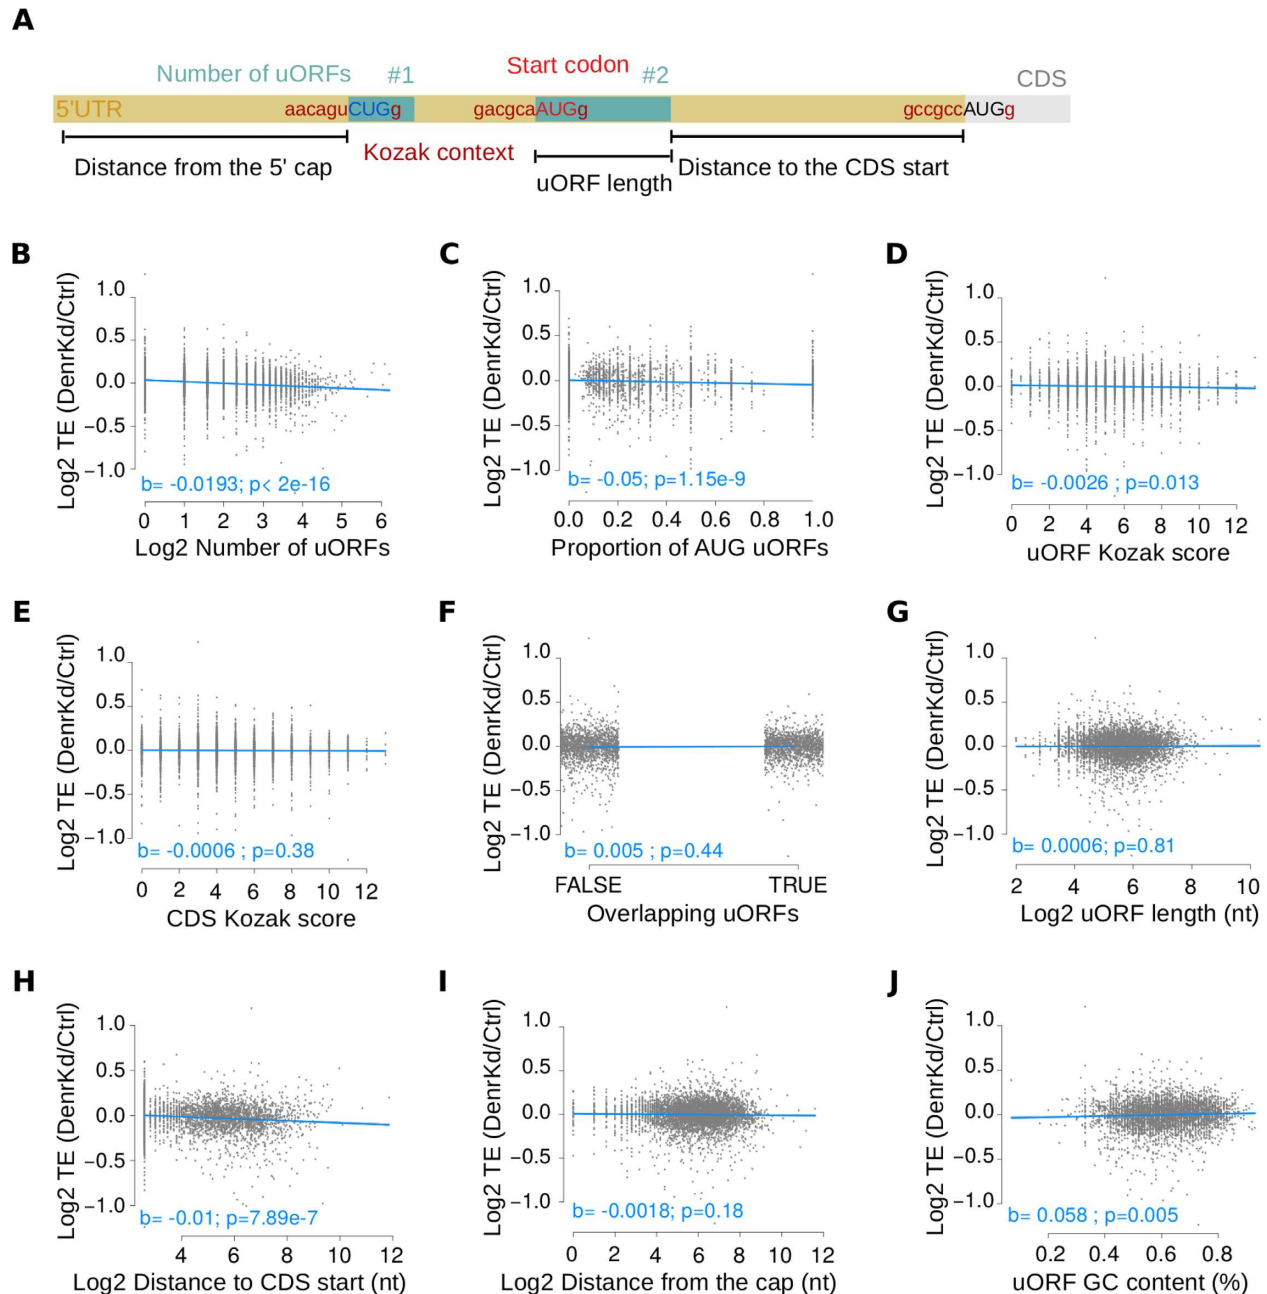 A
Number of uORFs #1 Start codon #2 CDS
5'UTR aacaguCUGg gacgcaAUGg gccgccAUGg
Distance from the 5' cap Kozak context uORF length Distance to the CDS start
B
Log2 TE (DenrKd/Ctrl)
1.0
0.5
0.0
−0.5
−1.0
b= -0.0193; p< 2e-16
0 1 2 3 4 5 6
Log2 Number of uORFs
C
Log2 TE (DenrKd/Ctrl)
1.0
0.5
0.0
−0.5
−1.0
b= -0.05; p=1.15e-9
0.0 0.2 0.4 0.6 0.8 1.0
Proportion of AUG uORFs
D
Log2 TE (DenrKd/Ctrl)
1.0
0.5
0.0
−0.5
−1.0
b= -0.0026 ; p=0.013
0 2 4 6 8 10 12
uORF Kozak score
E
Log2 TE (DenrKd/Ctrl)
1.0
0.5
0.0
−0.5
−1.0
b= -0.0006 ; p=0.38
0 2 4 6 8 10 12
CDS Kozak score
F
Log2 TE (DenrKd/Ctrl)
1.0
0.5
0.0
−0.5
−1.0
b= 0.005 ; p=0.44
FALSE TRUE
Overlapping uORFs
G
Log2 TE (DenrKd/Ctrl)
1.0
0.5
0.0
−0.5
−1.0
b= 0.0006; p=0.81
2 4 6 8 10
Log2 uORF length (nt)
H
Log2 TE (DenrKd/Ctrl)
1.0
0.5
0.0
−0.5
−1.0
b= -0.01; p=7.89e-7
4 6 8 10 12
Log2 Distance to CDS start (nt)
I
Log2 TE (DenrKd/Ctrl)
1.0
0.5
0.0
−0.5
−1.0
b= -0.0018; p=0.18
0 2 4 6 8 10 12
Log2 Distance from the cap (nt)
J
Log2 TE (DenrKd/Ctrl)
1.0
0.5
0.0
−0.5
−1.0
b= 0.058 ; p=0.005
0.2 0.4 0.6 0.8
uORF GC content (%)